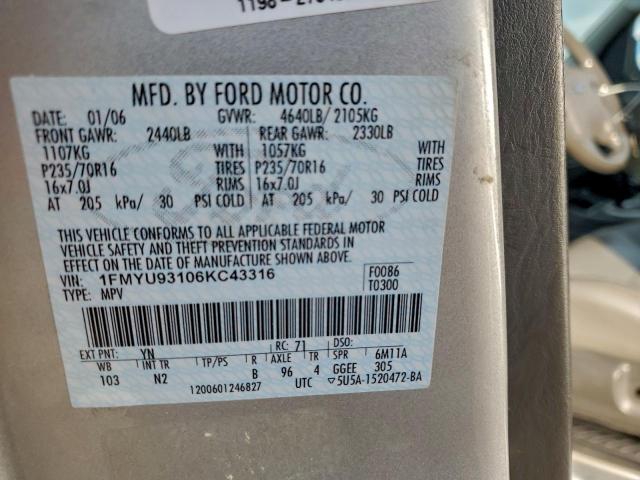 MFD. BY FORD MOTOR CO.
DATE: 01/06 GVWR: 4640LB/ 2105KG
FRONT GAWR: 2440LB REAR GAWR: 2330LB
1107KG WITH 1057KG WITH
P235/70R16 TIRES P235/70R16 TIRES
16x7.0J RIMS 16x7.0J RIMS
AT 205 kPa/ 30 PSI COLD AT 205 kPa/ 30 PSI COLD
THIS VEHICLE CONFORMS TO ALL APPLICABLE FEDERAL MOTOR
VEHICLE SAFETY AND THEFT PREVENTION STANDARDS IN
EFFECT ON THE DATE OF MANUFACTURE SHOWN ABOVE.
VIN: 1FMYU93106KC43316 F0086
TYPE: MPV T0300
EXT PNT: YN RC: 71 DSO:
WB INT TR TP/PS R AXLE TR SPR 6M11A
103 N2 B 96 4 GGEE 305
1200601246827 UTC ▽5U5A-1520472-BA